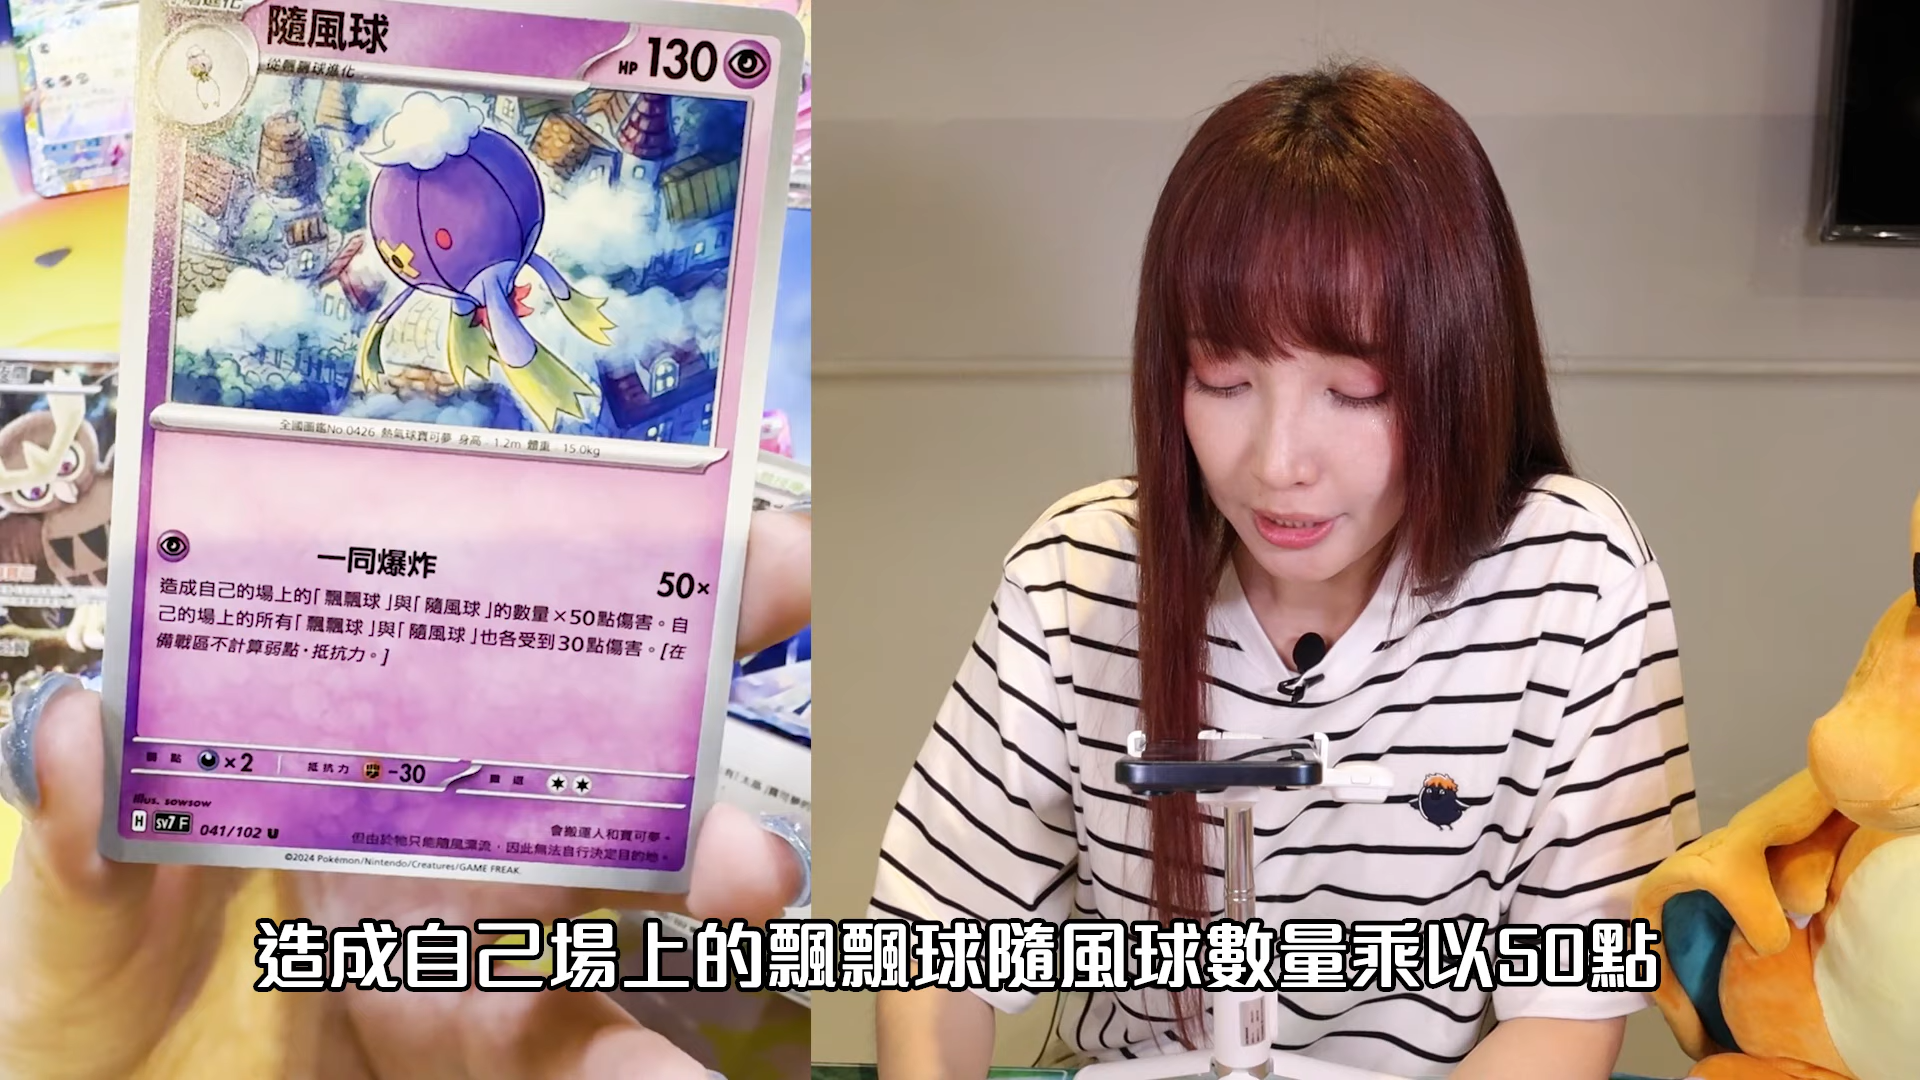 隨風球
從飄飄球進化
HP 130
全國圖鑑No.0426 熱氣球寶可夢 身高：1.2m 體重：15.0kg
一同爆炸
50×
造成自己的場上的「飄飄球」與「隨風球」的數量×50點傷害。自
己的場上的所有「飄飄球」與「隨風球」也各受到30點傷害。[在
備戰區不計算弱點・抵抗力。]
弱點 ×2 抵抗力 -30 撤退
illus. sowsow
H SV7 F 041/102 U
會搬運人和寶可夢。
但由於牠只能隨風漂流，因此無法自行決定目的地。
©2024 Pokémon/Nintendo/Creatures/GAME FREAK.
造成自己場上的飄飄球隨風球數量乘以50點